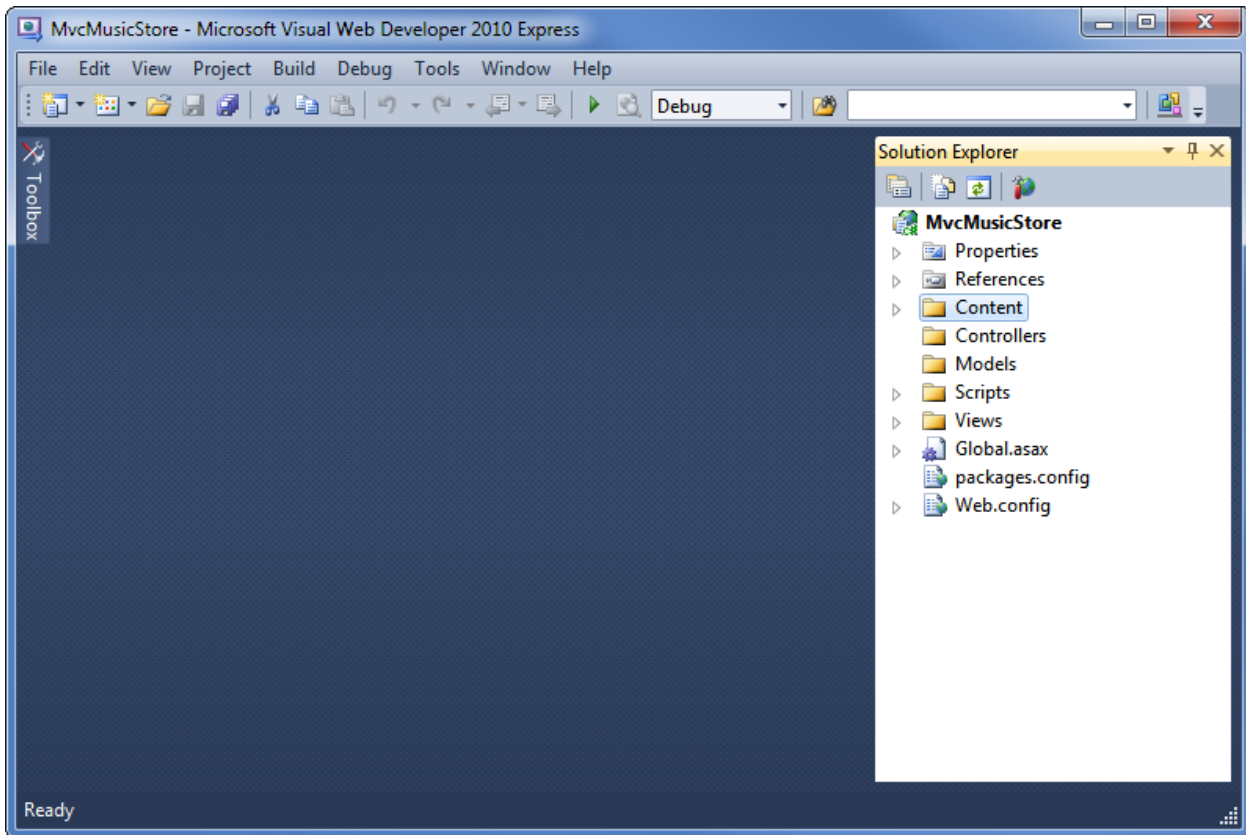 MvcMusicStore - Microsoft Visual Web Developer 2010 Express
File Edit View Project Build Debug Tools Window Help
Debug
Toolbox
Solution Explorer
MvcMusicStore
Properties
References
Content
Controllers
Models
Scripts
Views
Global.asax
packages.config
Web.config
Ready